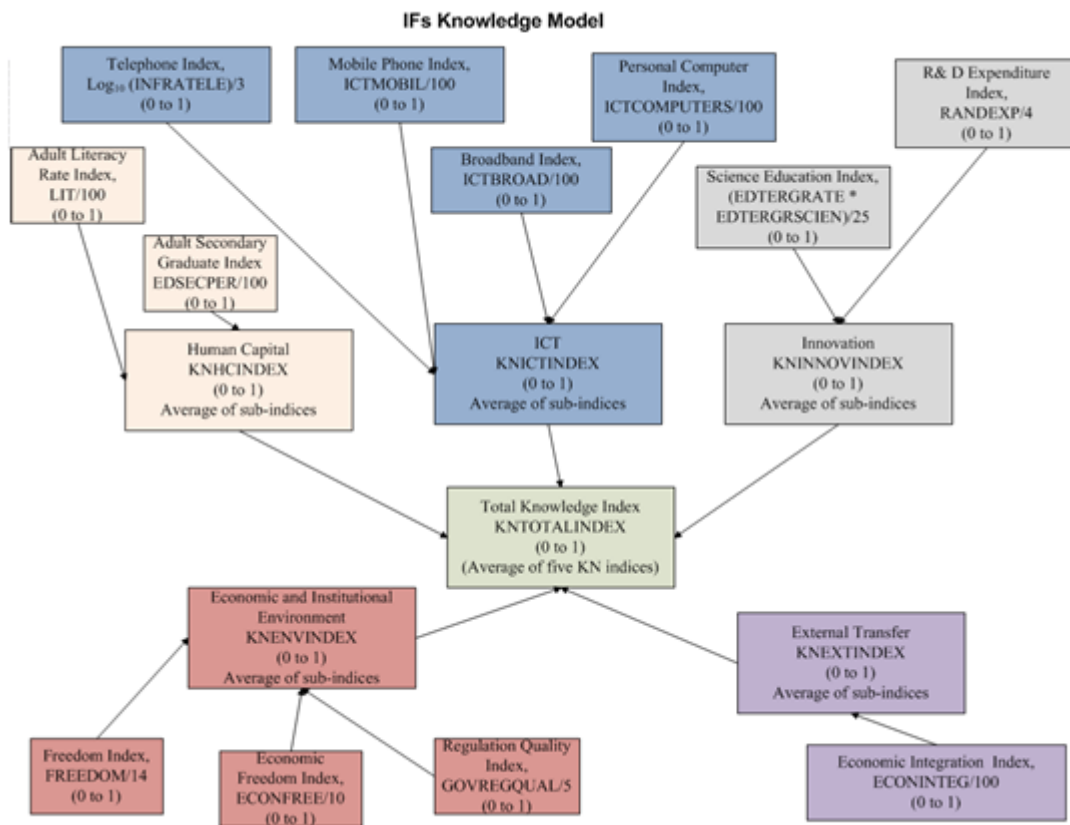 IFs Knowledge Model
Telephone Index,
Log₁₀ (INFRATELE)/3
(0 to 1)
Mobile Phone Index,
ICTMOBIL/100
(0 to 1)
Personal Computer
Index,
ICTCOMPUTERS/100
(0 to 1)
R& D Expenditure
Index,
RANDEXP/4
(0 to 1)
Adult Literacy
Rate Index,
LIT/100
(0 to 1)
Broadband Index,
ICTBROAD/100
(0 to 1)
Science Education Index,
(EDTERGRATE *
EDTERGRSCIEN)/25
(0 to 1)
Adult Secondary
Graduate Index
EDSECPER/100
(0 to 1)
Human Capital
KNHCINDEX
(0 to 1)
Average of sub-indices
ICT
KNICTINDEX
(0 to 1)
Average of sub-indices
Innovation
KNINNOVINDEX
(0 to 1)
Average of sub-indices
Total Knowledge Index
KNTOTALINDEX
(0 to 1)
(Average of five KN indices)
Economic and Institutional
Environment
KNENVINDEX
(0 to 1)
Average of sub-indices
External Transfer
KNEXTINDEX
(0 to 1)
Average of sub-indices
Freedom Index,
FREEDOM/14
(0 to 1)
Economic
Freedom Index,
ECONFREE/10
(0 to 1)
Regulation Quality
Index,
GOVREGQUAL/5
(0 to 1)
Economic Integration Index,
ECONINTEG/100
(0 to 1)